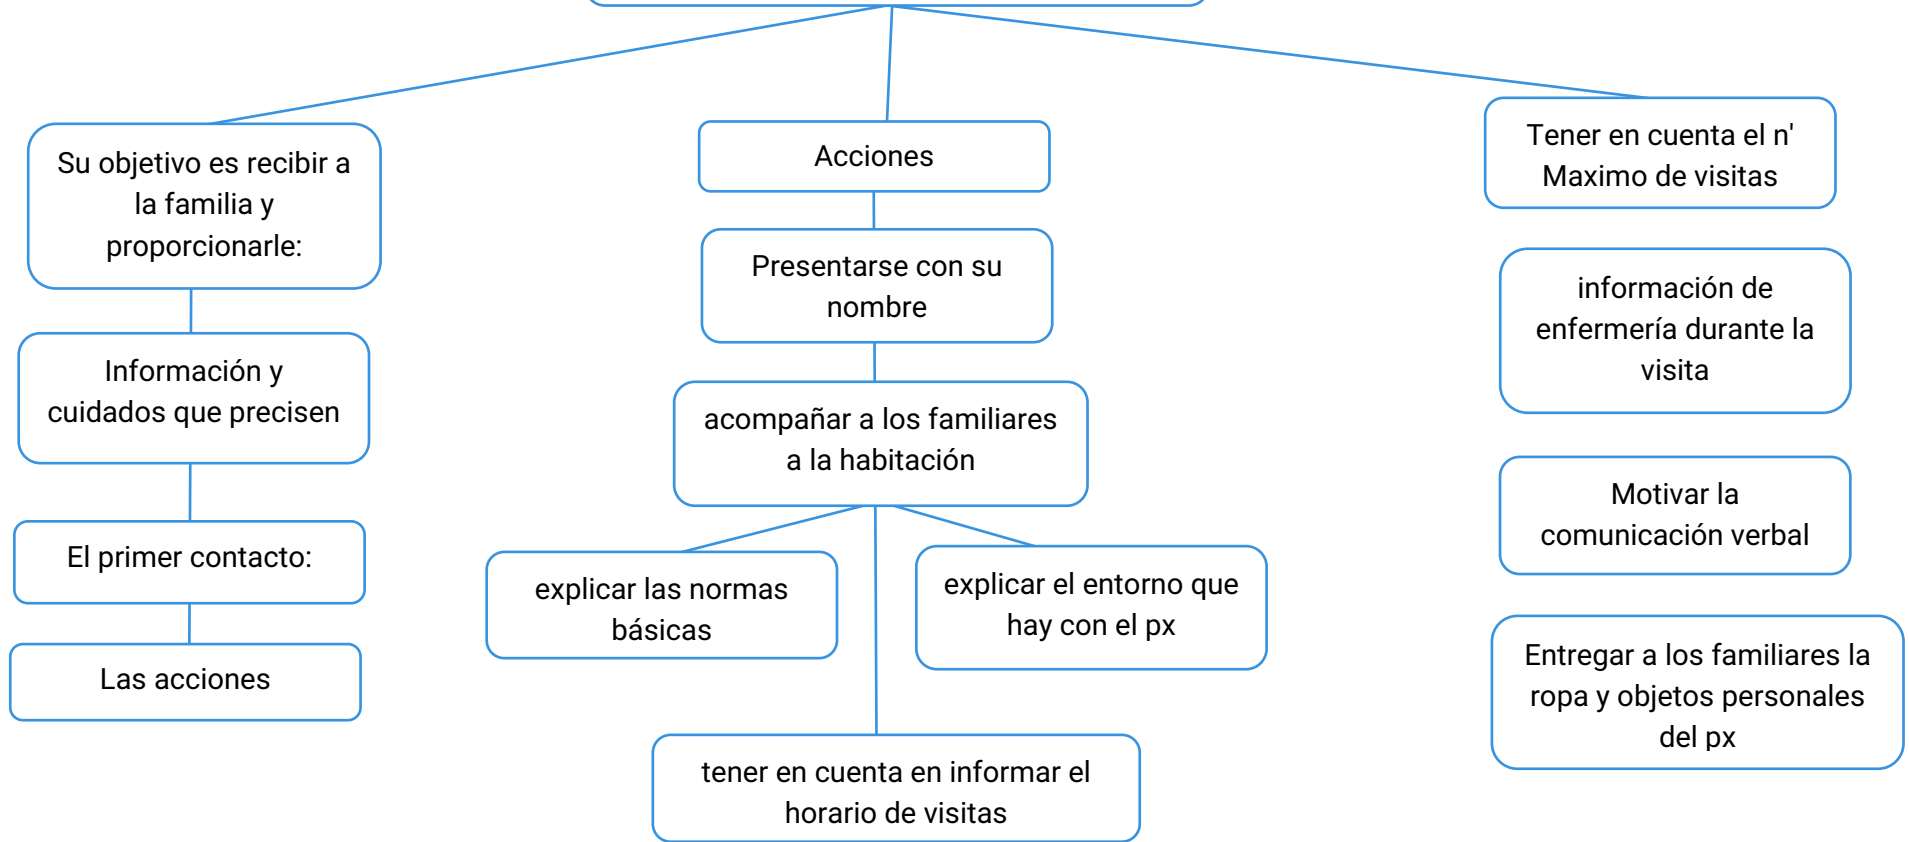 Su objetivo es recibir a
la familia y
proporcionarle:
Información y
cuidados que precisen
El primer contacto:
Las acciones
Acciones
Presentarse con su
nombre
acompañar a los familiares
a la habitación
explicar las normas
básicas
explicar el entorno que
hay con el px
tener en cuenta en informar el
horario de visitas
Tener en cuenta el n'
Maximo de visitas
información de
enfermería durante la
visita
Motivar la
comunicación verbal
Entregar a los familiares la
ropa y objetos personales
del px